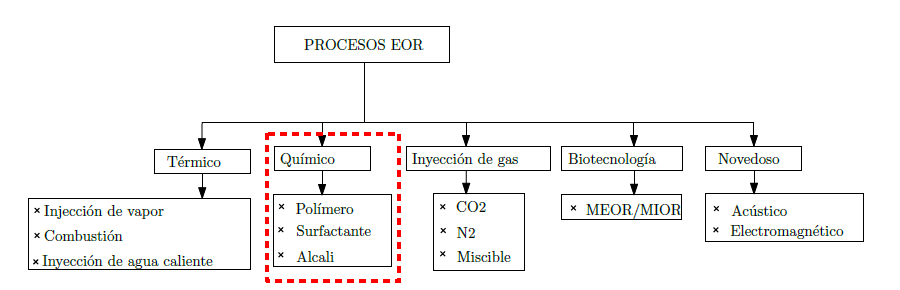 PROCESOS EOR
Térmico
Químico
Inyección de gas
Biotecnología
Novedoso
× Injección de vapor
× Combustión
× Inyección de agua caliente
× Polímero
× Surfactante
× Alcali
× CO2
× N2
× Miscible
× MEOR/MIOR
× Acústico
× Electromagnético